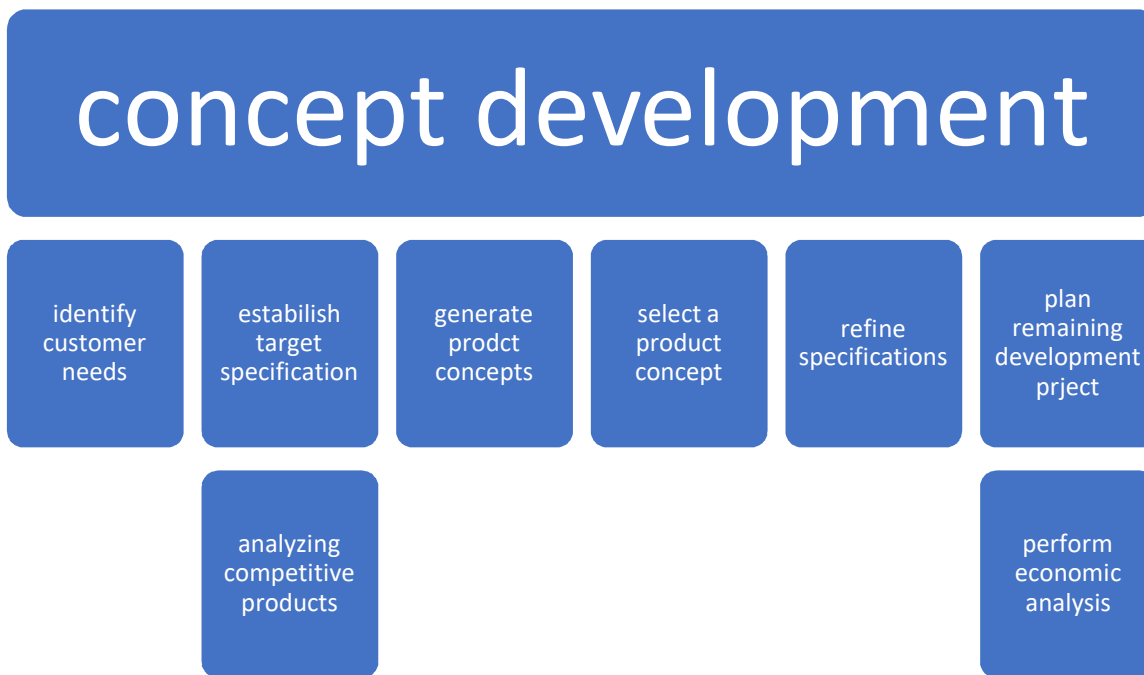 concept development
identify
customer
needs
estabilish
target
specification
generate
prodct
concepts
select a
product
concept
refine
specifications
plan
remaining
development
prject
analyzing
competitive
products
perform
economic
analysis